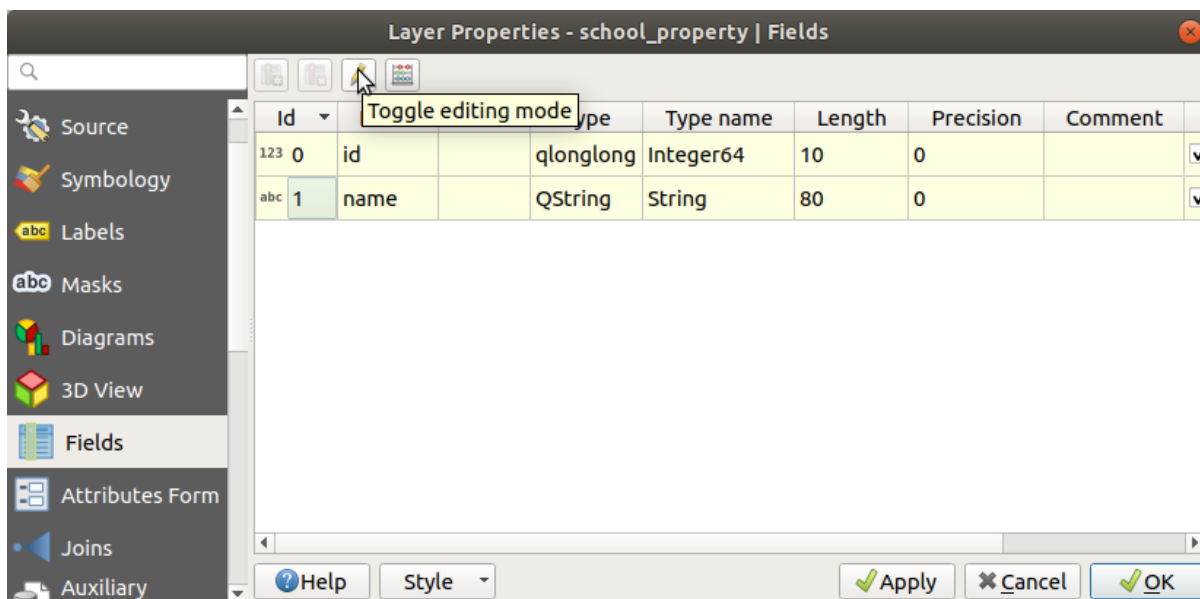 Layer Properties - school_property | Fields
Toggle editing mode
Id ype Type name Length Precision Comment
123 0 id qlonglong Integer64 10 0
abc 1 name QString String 80 0
Source
Symbology
abc Labels
abc Masks
Diagrams
3D View
Fields
Attributes Form
Joins
Auxiliary
Help Style Apply Cancel OK